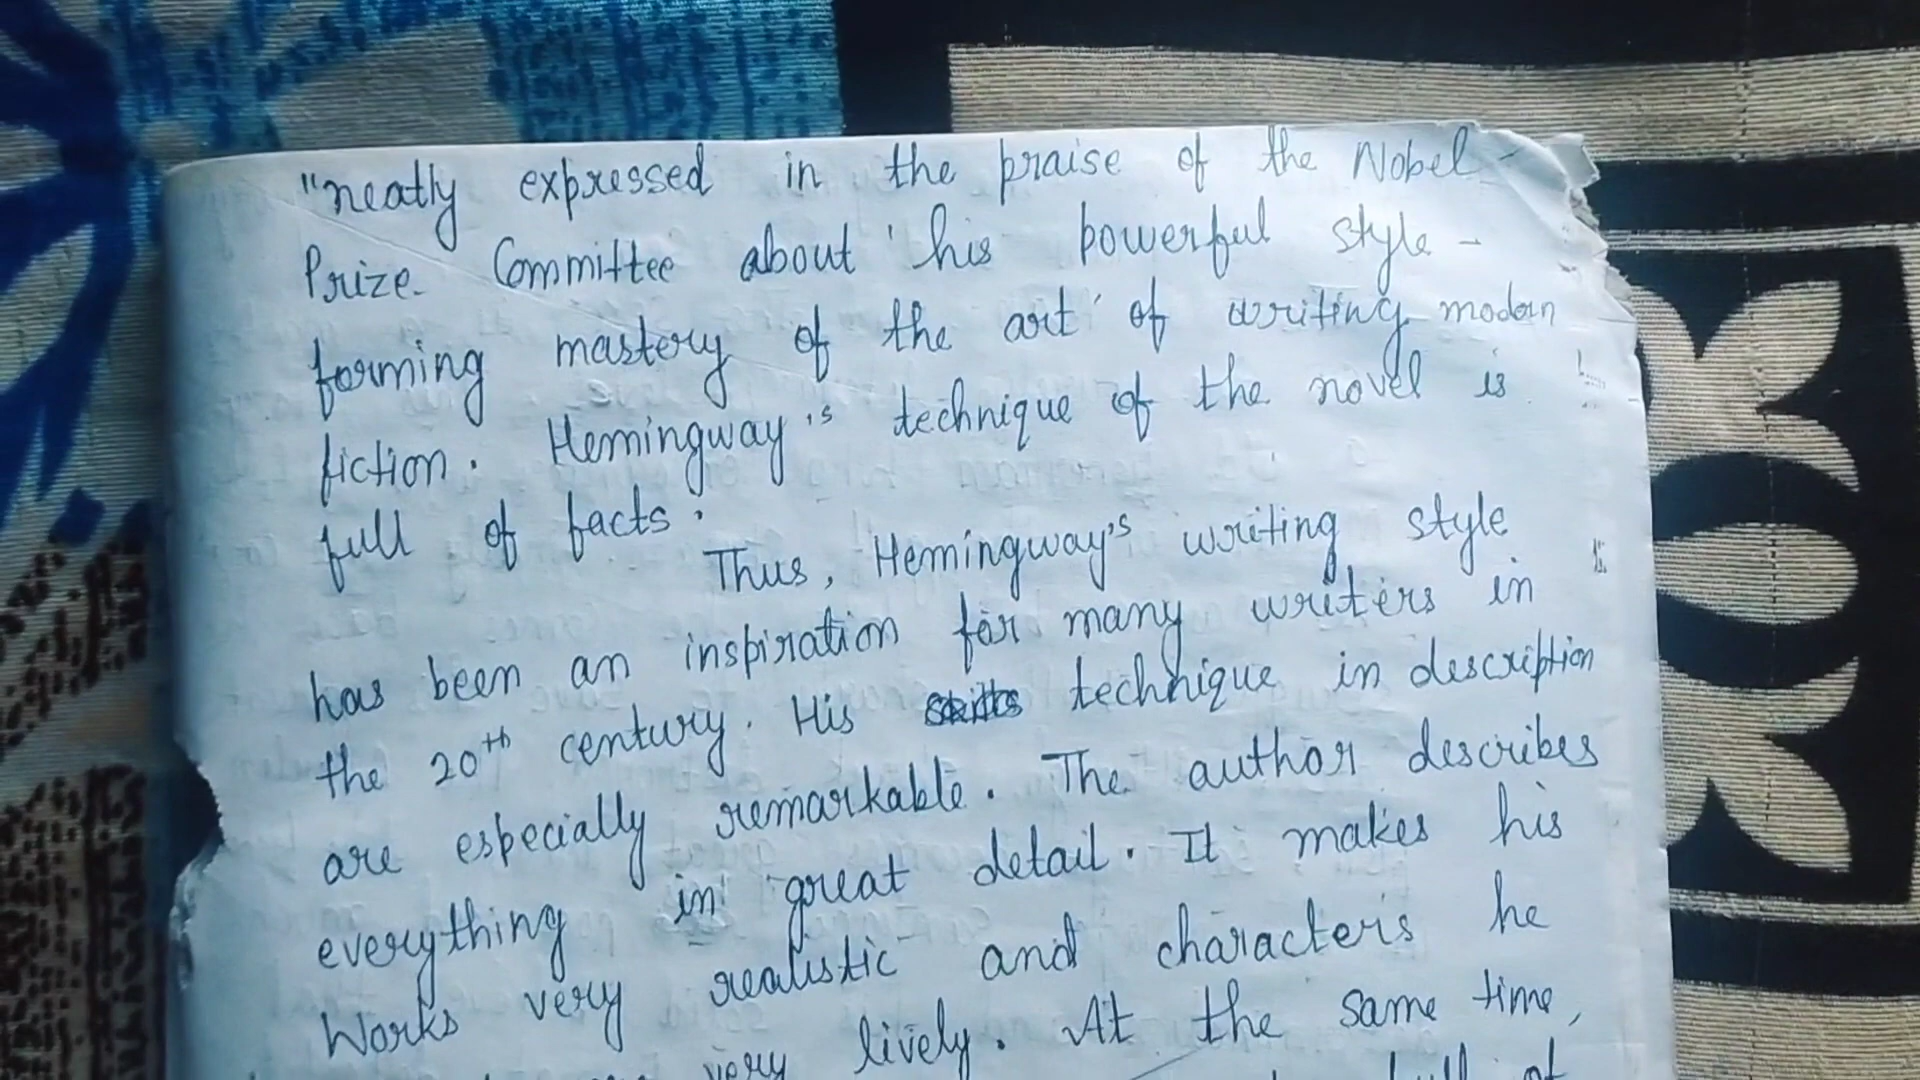 "neatly expressed in the praise of the Nobel
Prize Committee about his powerful style -
forming mastery of the art of writing modern
fiction. Hemingway's technique of the novel is
full of facts.
Thus, Hemingway's writing style
has been an inspiration for many writers in
the 20th century. His technique in description
are especially remarkable. The author describes
everything in great detail. It makes his
works very realistic and characters he
very lively. At the same time,
full of